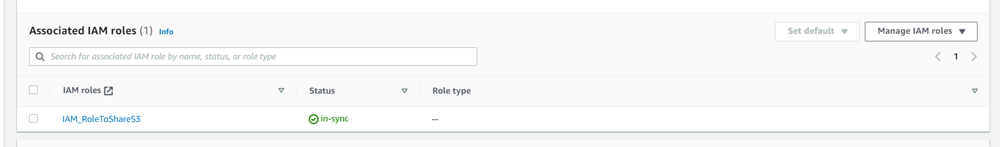 Associated IAM roles (1) Info
Set default Manage IAM roles
Search for associated IAM role by name, status, or role type
1
IAM roles Status Role type
IAM_RoleToShareS3 in-sync --